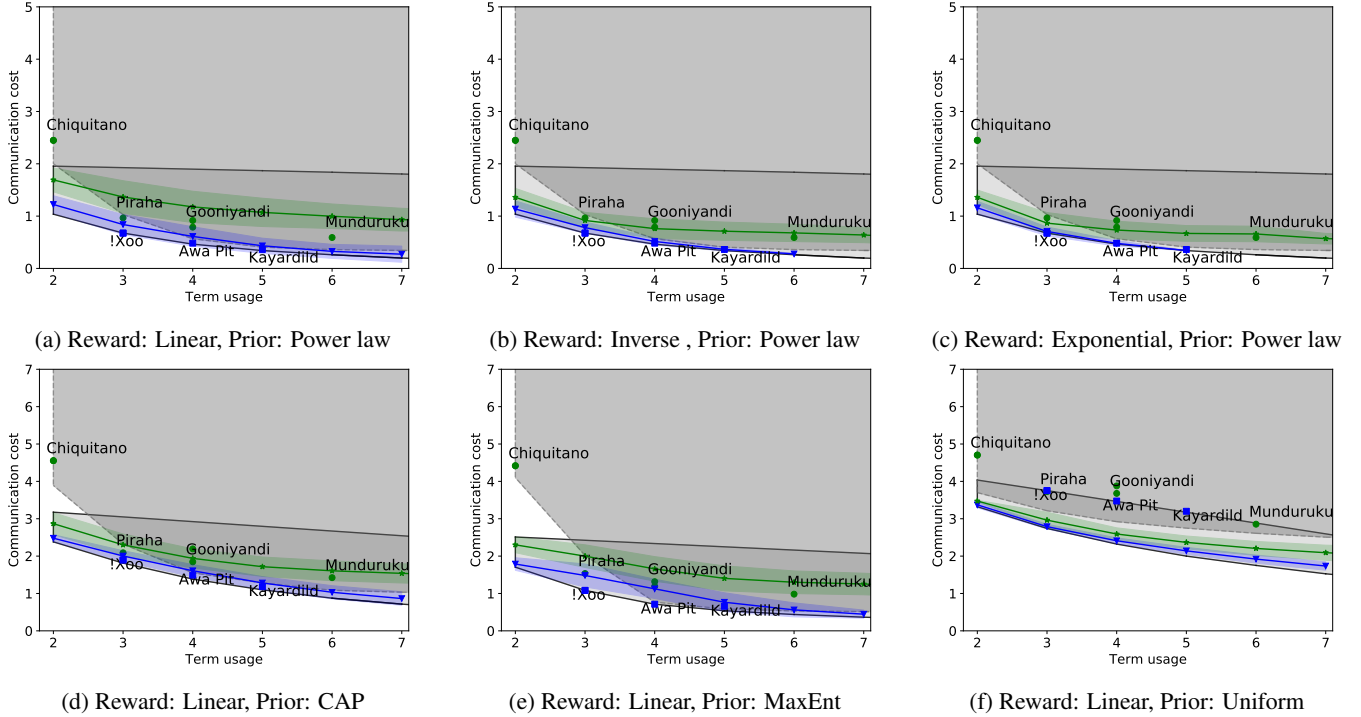 5
4
3
2
1
0
Communication cost
Chiquitano
Piraha
!Xoo
Gooniyandi
Awa Pit
Kayardild
Munduruku
2 3 4 5 6 7
Term usage
(a) Reward: Linear, Prior: Power law
5
4
3
2
1
0
Communication cost
Chiquitano
Piraha
!Xoo
Gooniyandi
Awa Pit
Kayardild
Munduruku
2 3 4 5 6 7
Term usage
(b) Reward: Inverse , Prior: Power law
5
4
3
2
1
0
Communication cost
Chiquitano
Piraha
!Xoo
Gooniyandi
Awa Pit
Kayardild
Munduruku
2 3 4 5 6 7
Term usage
(c) Reward: Exponential, Prior: Power law
7
6
5
4
3
2
1
0
Communication cost
Chiquitano
Piraha
!Xoo
Gooniyandi
Awa Pit
Kayardild
Munduruku
2 3 4 5 6 7
Term usage
(d) Reward: Linear, Prior: CAP
7
6
5
4
3
2
1
0
Communication cost
Chiquitano
Piraha
!Xoo
Gooniyandi
Awa Pit
Kayardild
Munduruku
2 3 4 5 6 7
Term usage
(e) Reward: Linear, Prior: MaxEnt
7
6
5
4
3
2
1
0
Communication cost
Chiquitano
Piraha
!Xoo
Gooniyandi
Awa Pit
Kayardild
Munduruku
2 3 4 5 6 7
Term usage
(f) Reward: Linear, Prior: Uniform